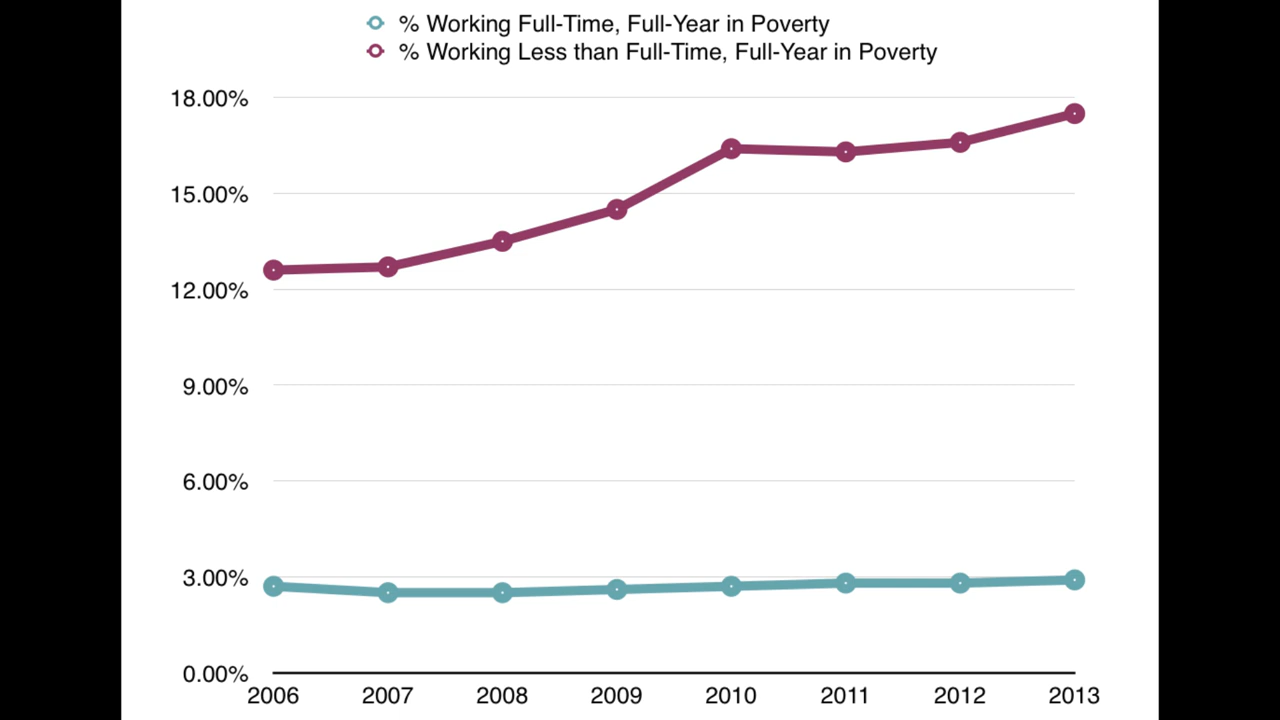 % Working Full-Time, Full-Year in Poverty
% Working Less than Full-Time, Full-Year in Poverty
18.00%
15.00%
12.00%
9.00%
6.00%
3.00%
0.00%
2006 2007 2008 2009 2010 2011 2012 2013